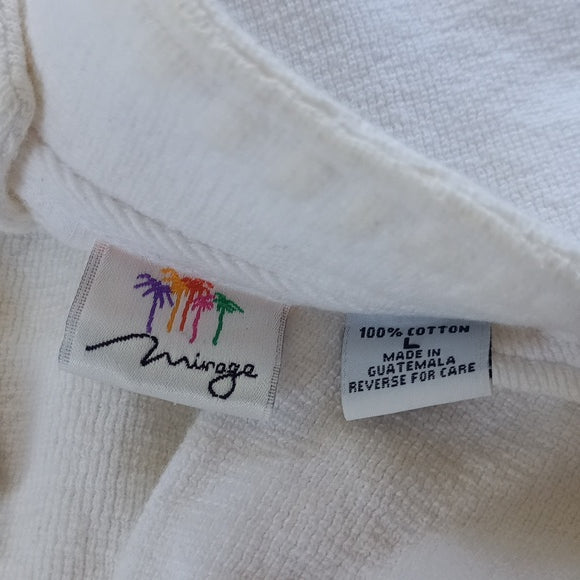 Mirage
100% COTTON
L
MADE IN
GUATEMALA
REVERSE FOR CARE